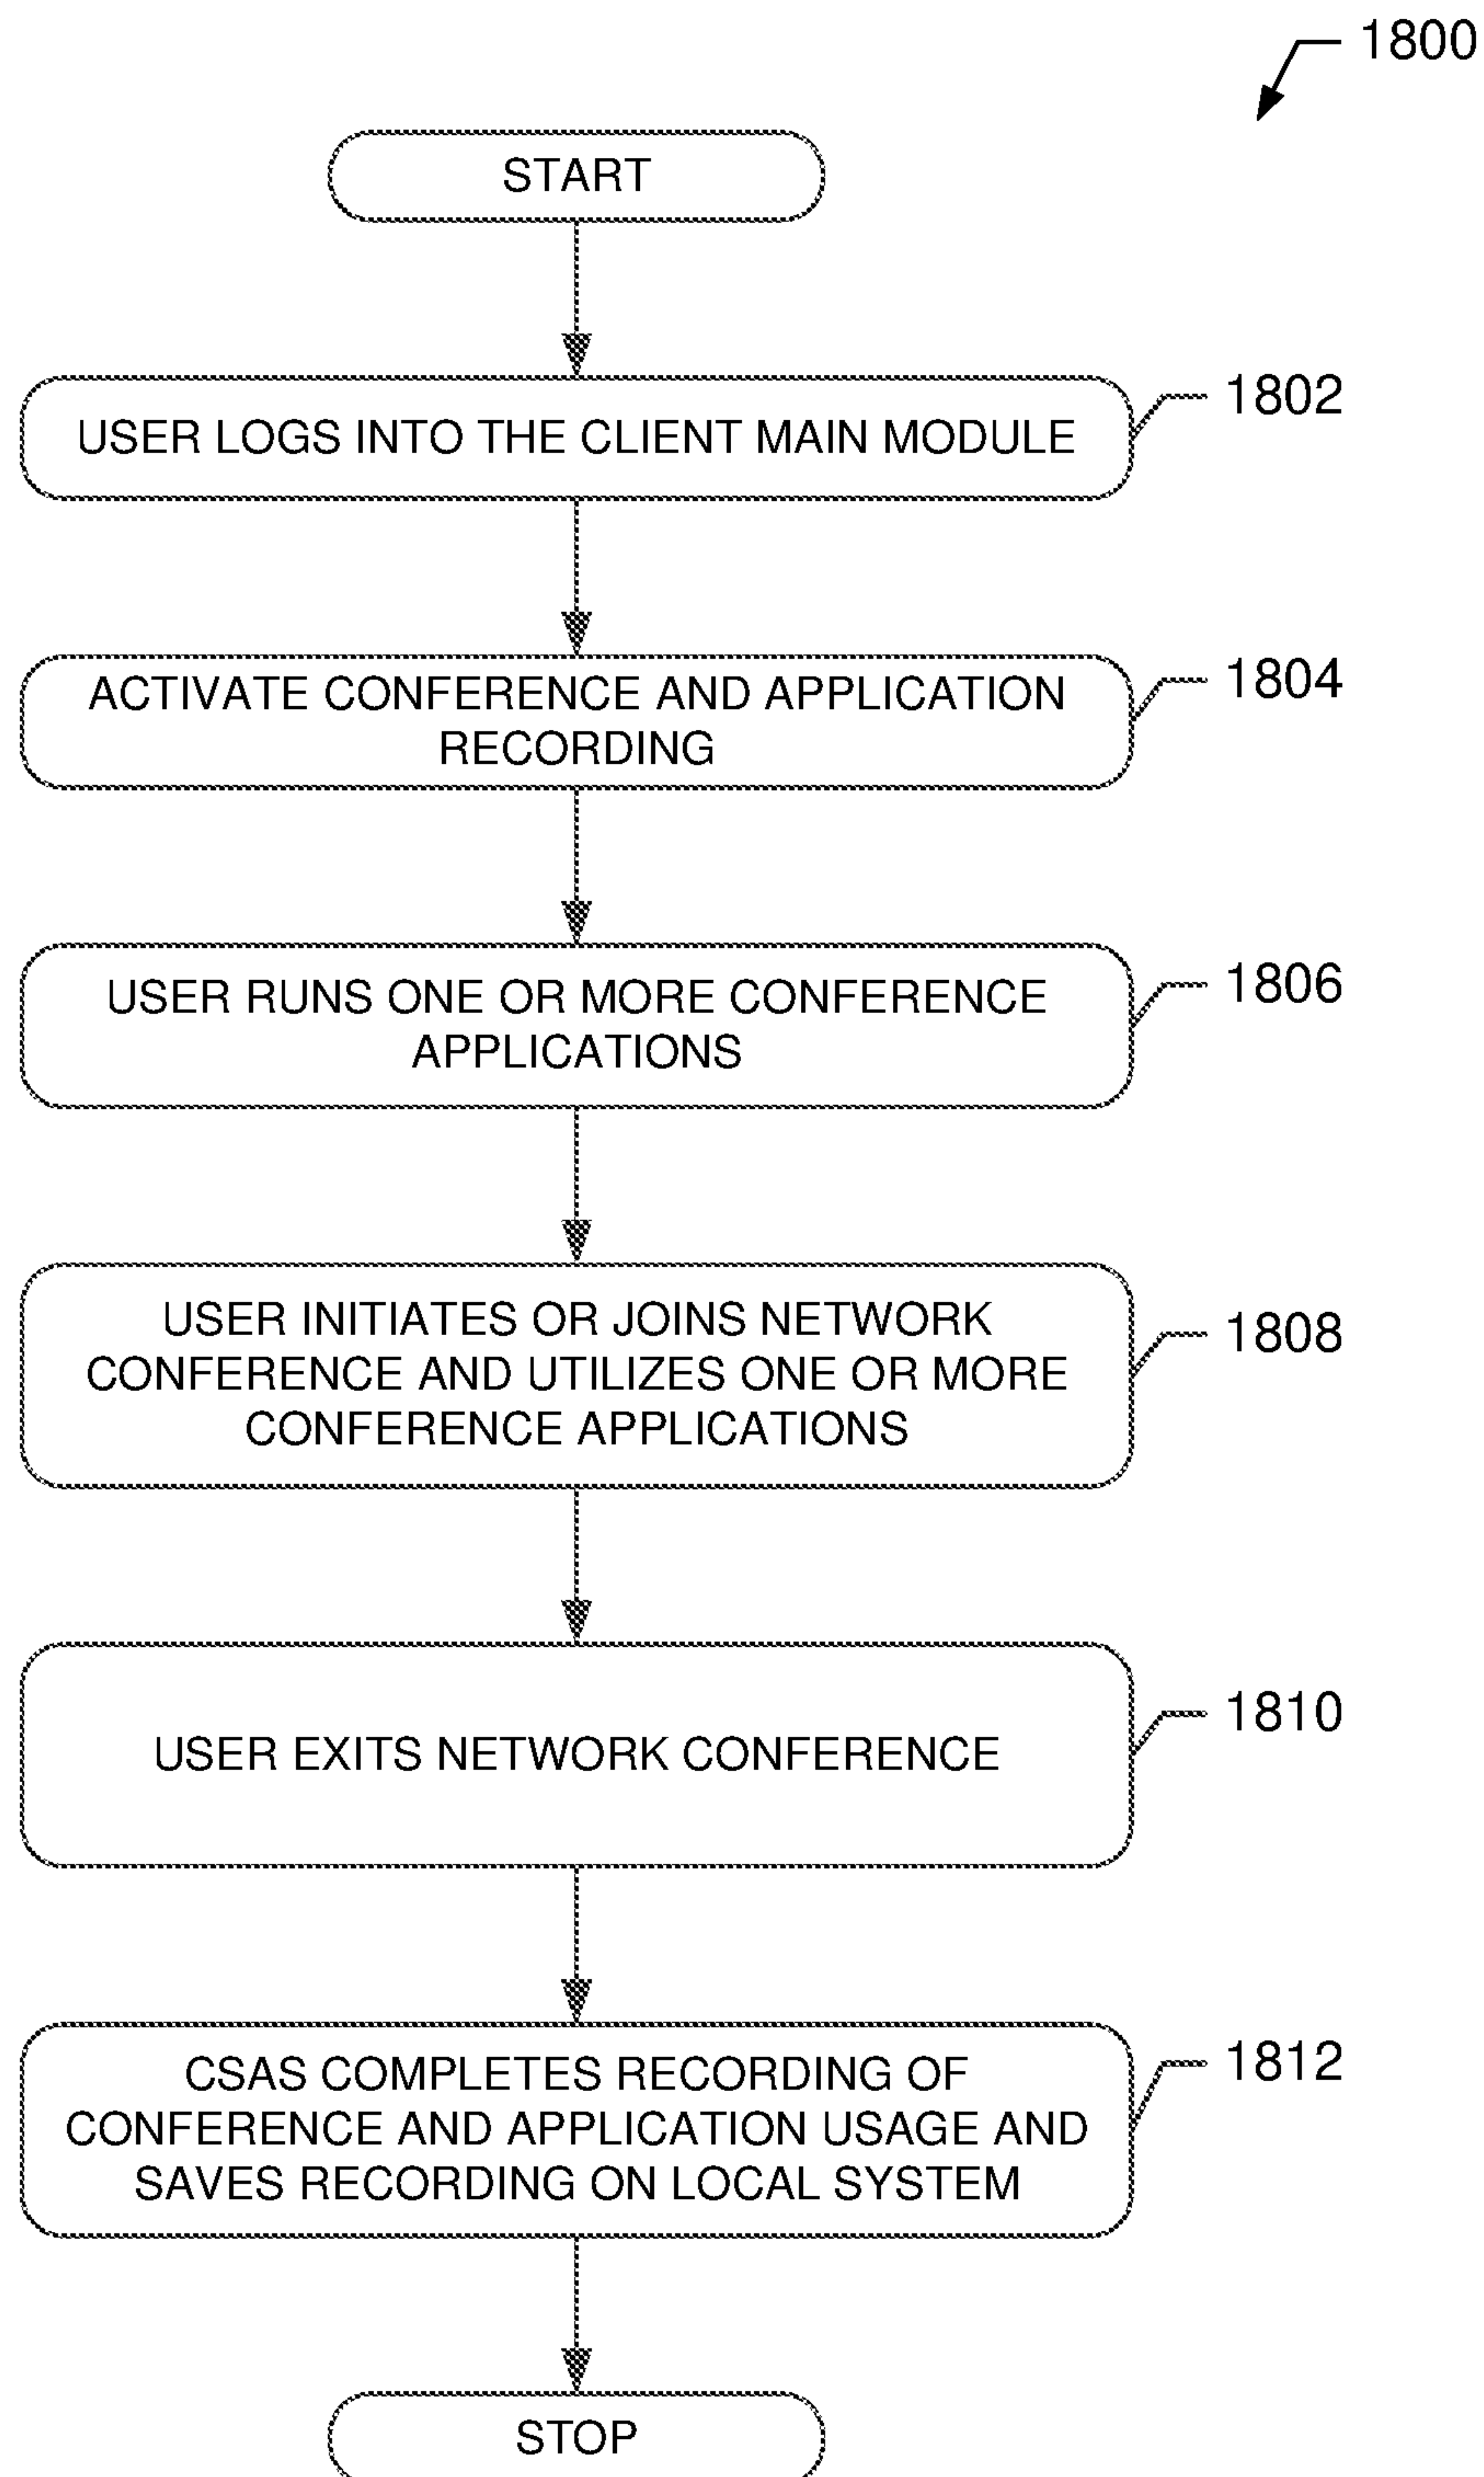 1800
START
USER LOGS INTO THE CLIENT MAIN MODULE
1802
ACTIVATE CONFERENCE AND APPLICATION
RECORDING
1804
USER RUNS ONE OR MORE CONFERENCE
APPLICATIONS
1806
USER INITIATES OR JOINS NETWORK
CONFERENCE AND UTILIZES ONE OR MORE
CONFERENCE APPLICATIONS
1808
USER EXITS NETWORK CONFERENCE
1810
CSAS COMPLETES RECORDING OF
CONFERENCE AND APPLICATION USAGE AND
SAVES RECORDING ON LOCAL SYSTEM
1812
STOP